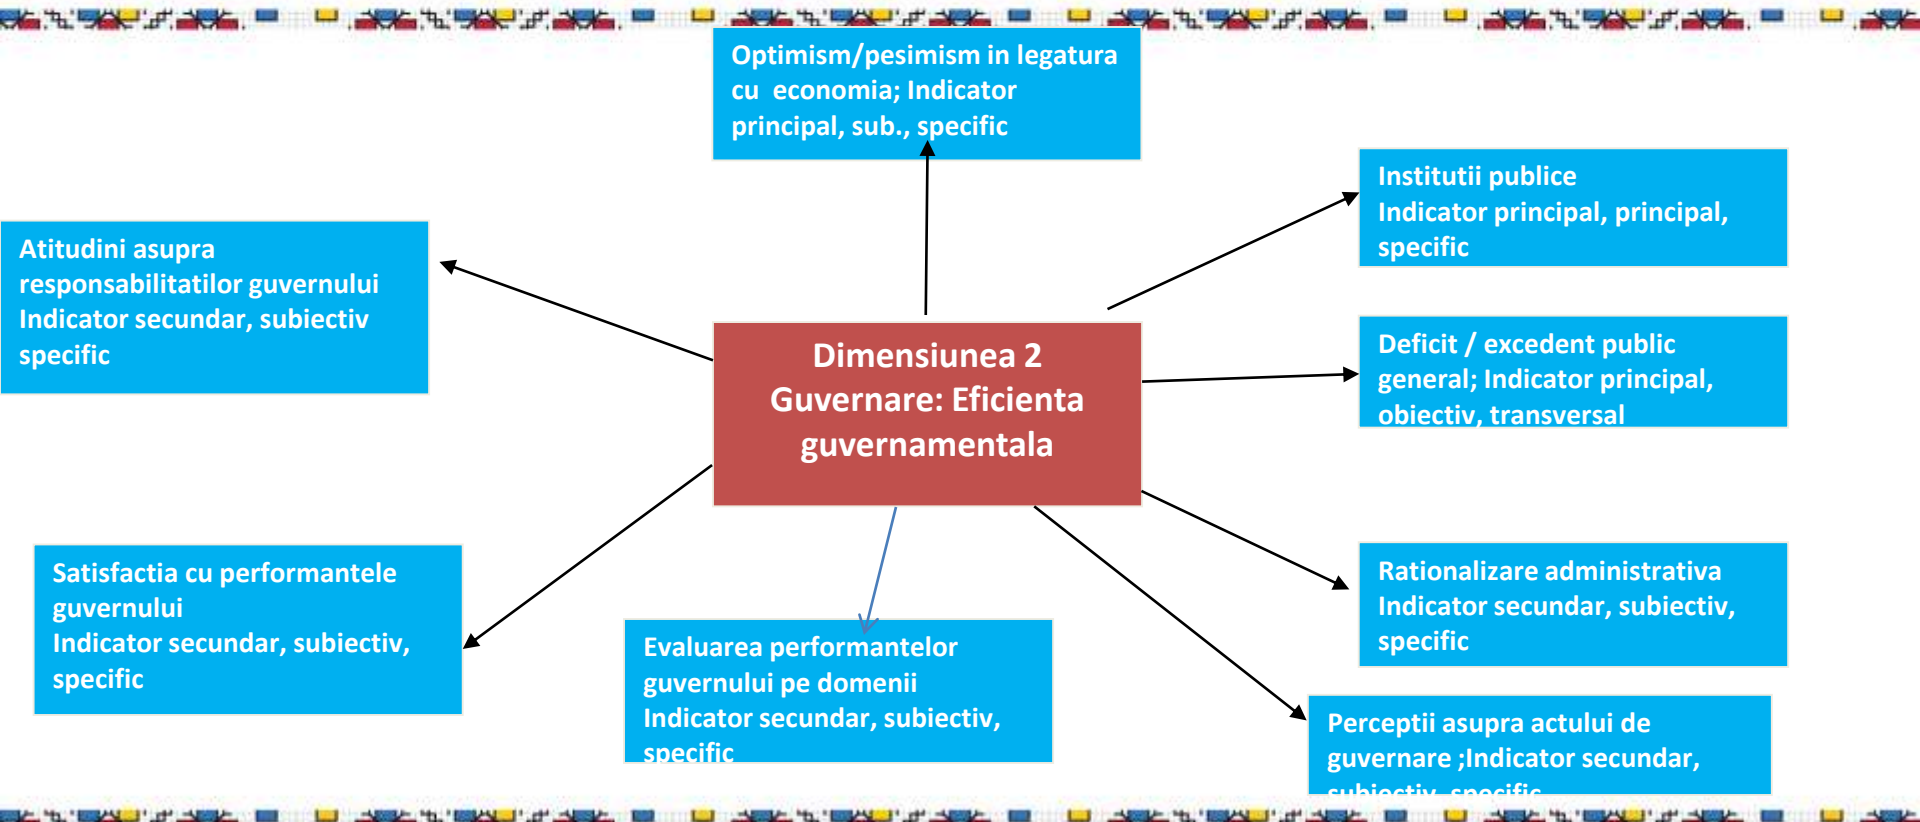 Optimism/pesimism in legatura
cu economia; Indicator
principal, sub., specific
Institutii publice
Indicator principal, principal,
specific
Atitudini asupra
responsabilitatilor guvernului
Indicator secundar, subiectiv
specific
Deficit / excedent public
general; Indicator principal,
obiectiv, transversal
Dimensiunea 2
Guvernare: Eficienta
guvernamentala
Satisfactia cu performantele
guvernului
Indicator secundar, subiectiv,
specific
Rationalizare administrativa
Indicator secundar, subiectiv,
specific
Evaluarea performantelor
guvernului pe domenii
Indicator secundar, subiectiv,
specific
Perceptii asupra actului de
guvernare ;Indicator secundar,
subiectiv, specific